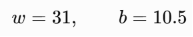 w = 31,    b = 10.5